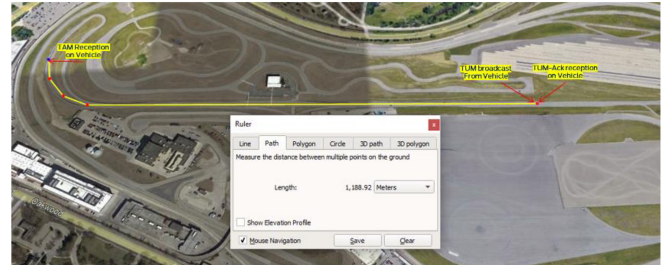 TAM Reception
on Vehicle
TUM broadcast
From Vehicle
TUM-Ack reception
on Vehicle
Ruler
x
Line Path Polygon Circle 3D path 3D polygon
Measure the distance between multiple points on the ground
Length: 1,188.92 Meters
Show Elevation Profile
Mouse Navigation Save Clear
Oakwood